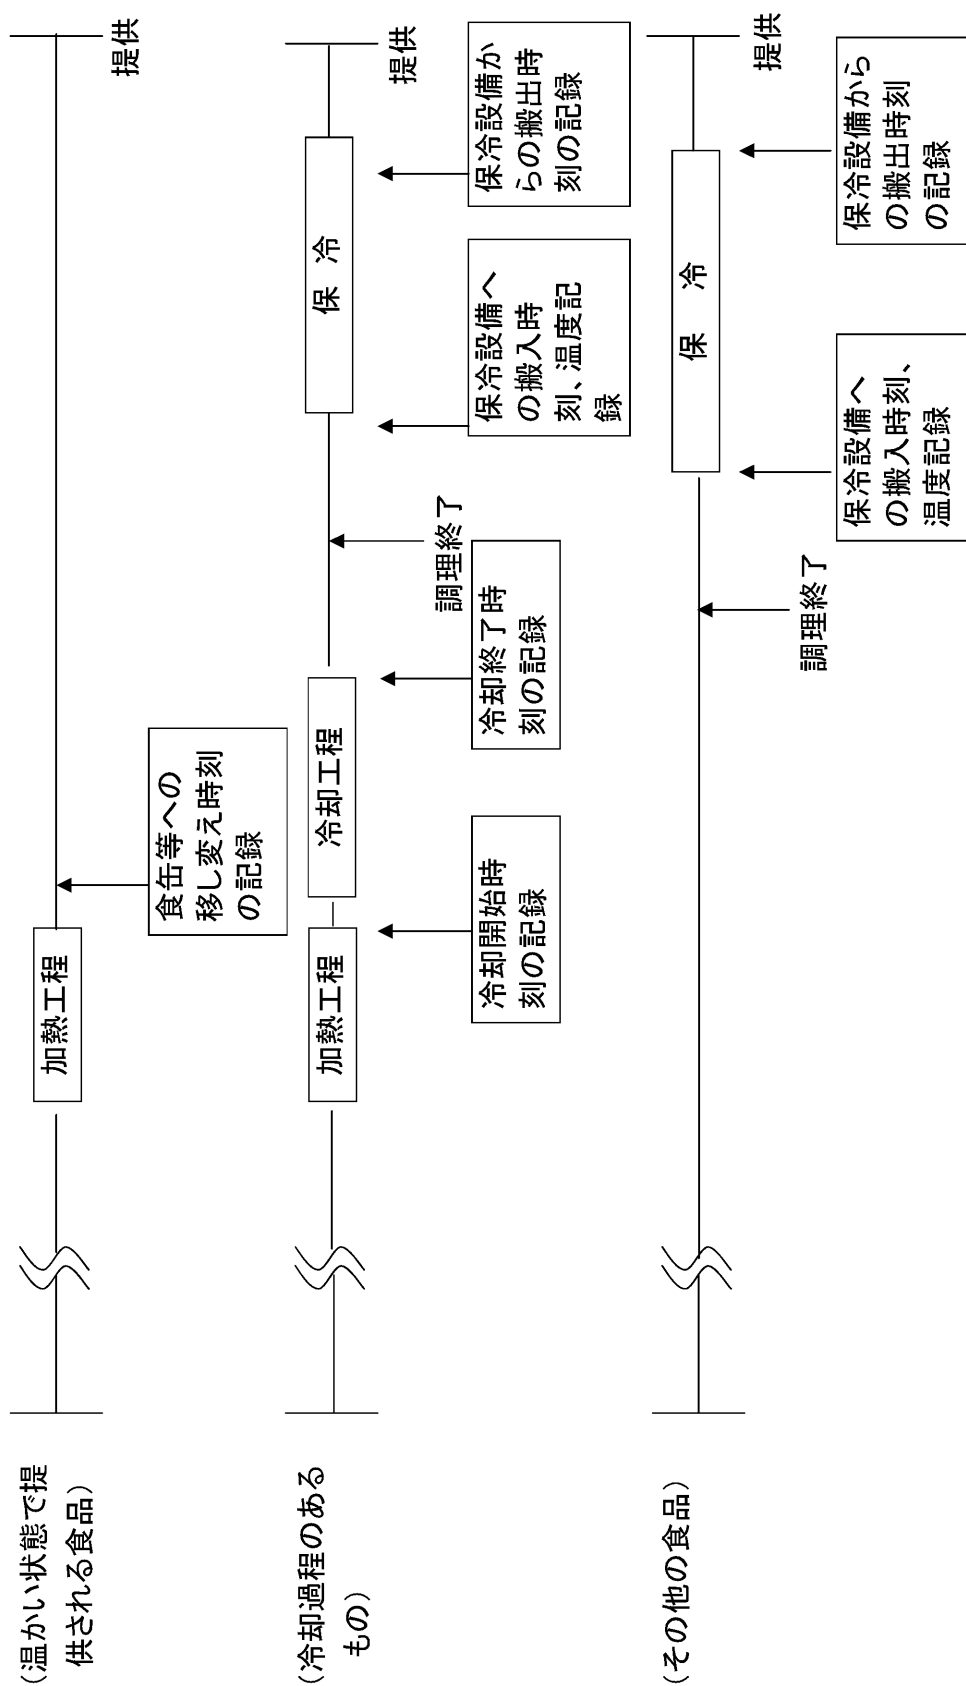 （温かい状態で提
供される食品）
加熱工程
食缶等への
移し変え時刻
の記録
提供
（冷却過程のある
もの）
加熱工程
冷却工程
保　冷
提供
冷却開始時
刻の記録
冷却終了時
刻の記録
調理終了
保冷設備へ
の搬入時
刻、温度記
録
保冷設備か
らの搬出時
刻の記録
（その他の食品）
保　冷
提供
調理終了
保冷設備へ
の搬入時刻、
温度記録
保冷設備から
の搬出時刻
の記録